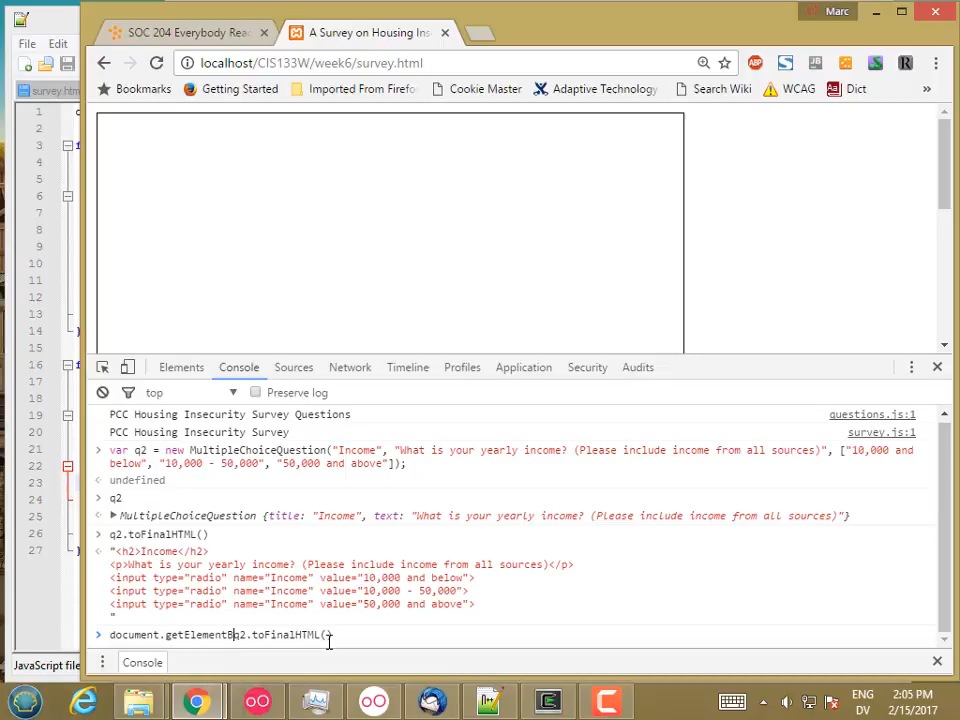 Marc
SOC 204 Everybody Rea
A Survey on Housing Ins
File Edit
localhost/CIS133W/week6/survey.html
ABP
JB
S
R
Bookmarks Getting Started Imported From Firefo Cookie Master Adaptive Technology Search Wiki WCAG Dict »
survey.htm
1
2
3
4
5
6
7
8
9
10
11
12
13
14
15
16
17
18
19
20
21
22
23
24
25
26
27
Elements Console Sources Network Timeline Profiles Application Security Audits
top Preserve log
PCC Housing Insecurity Survey Questions questions.js:1
PCC Housing Insecurity Survey survey.js:1
> var q2 = new MultipleChoiceQuestion("Income", "What is your yearly income? (Please include income from all sources)", ["10,000 and
below", "10,000 - 50,000", "50,000 and above"]);
undefined
> q2
MultipleChoiceQuestion {title: "Income", text: "What is your yearly income? (Please include income from all sources)"}
> q2.toFinalHTML()
"<h2>Income</h2>
<p>What is your yearly income? (Please include income from all sources)</p>
<input type="radio" name="Income" value="10,000 and below">
<input type="radio" name="Income" value="10,000 - 50,000">
<input type="radio" name="Income" value="50,000 and above">
"
> document.getElementBq2.toFinalHTML()
Console
JavaScript file
ENG 2:05 PM
DV 2/15/2017